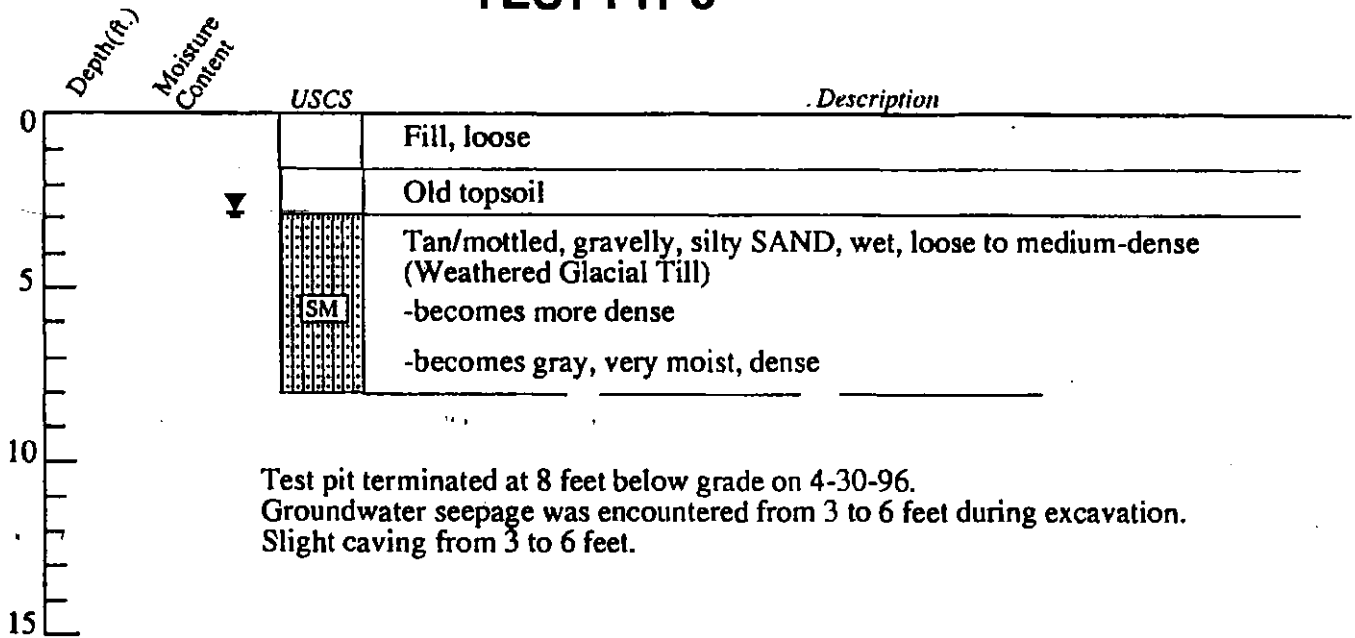 Depth(ft.)
Moisture
Content
USCS
Description
0
Fill, loose
Old topsoil
Tan/mottled, gravelly, silty SAND, wet, loose to medium-dense
(Weathered Glacial Till)
5
SM
-becomes more dense
-becomes gray, very moist, dense
10
Test pit terminated at 8 feet below grade on 4-30-96.
Groundwater seepage was encountered from 3 to 6 feet during excavation.
Slight caving from 3 to 6 feet.
15